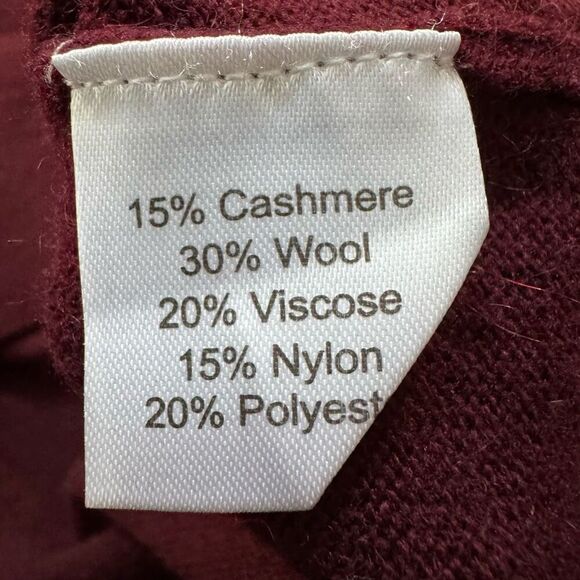 15% Cashmere
30% Wool
20% Viscose
15% Nylon
20% Polyest